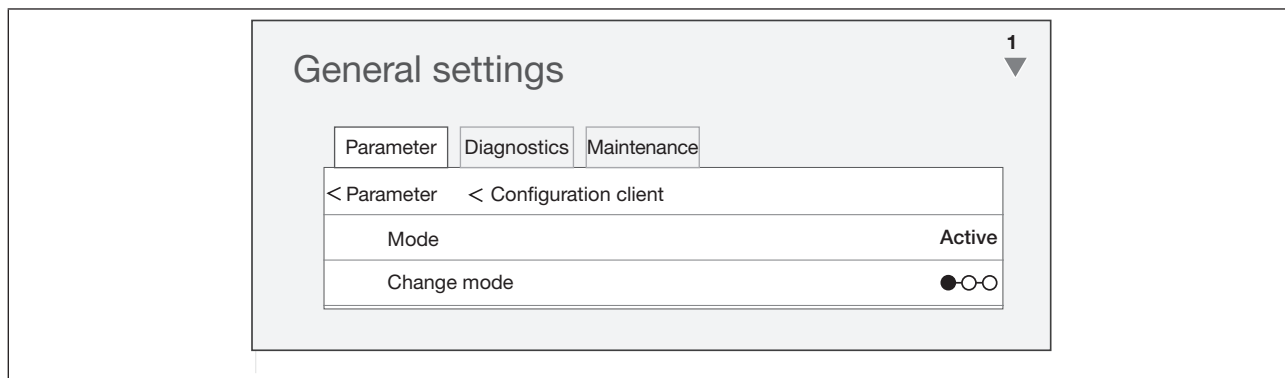 1
General settings
Parameter Diagnostics Maintenance
< Parameter < Configuration client
Mode Active
Change mode